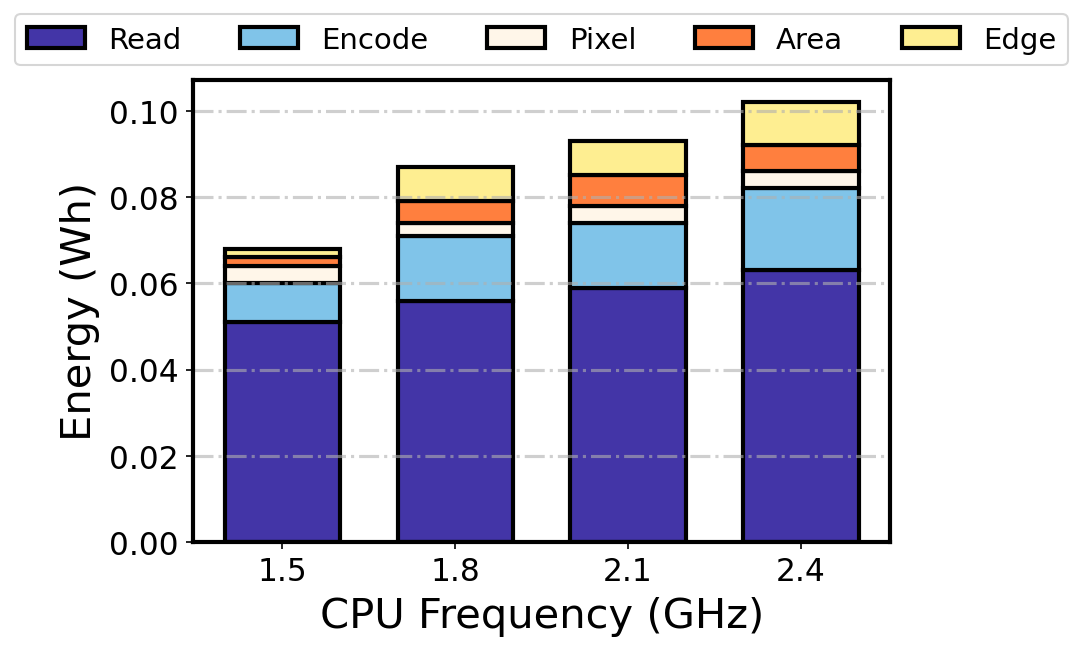 Read Encode Pixel Area Edge
0.10
0.08
0.06
0.04
0.02
0.00
Energy (Wh)
1.5 1.8 2.1 2.4
CPU Frequency (GHz)